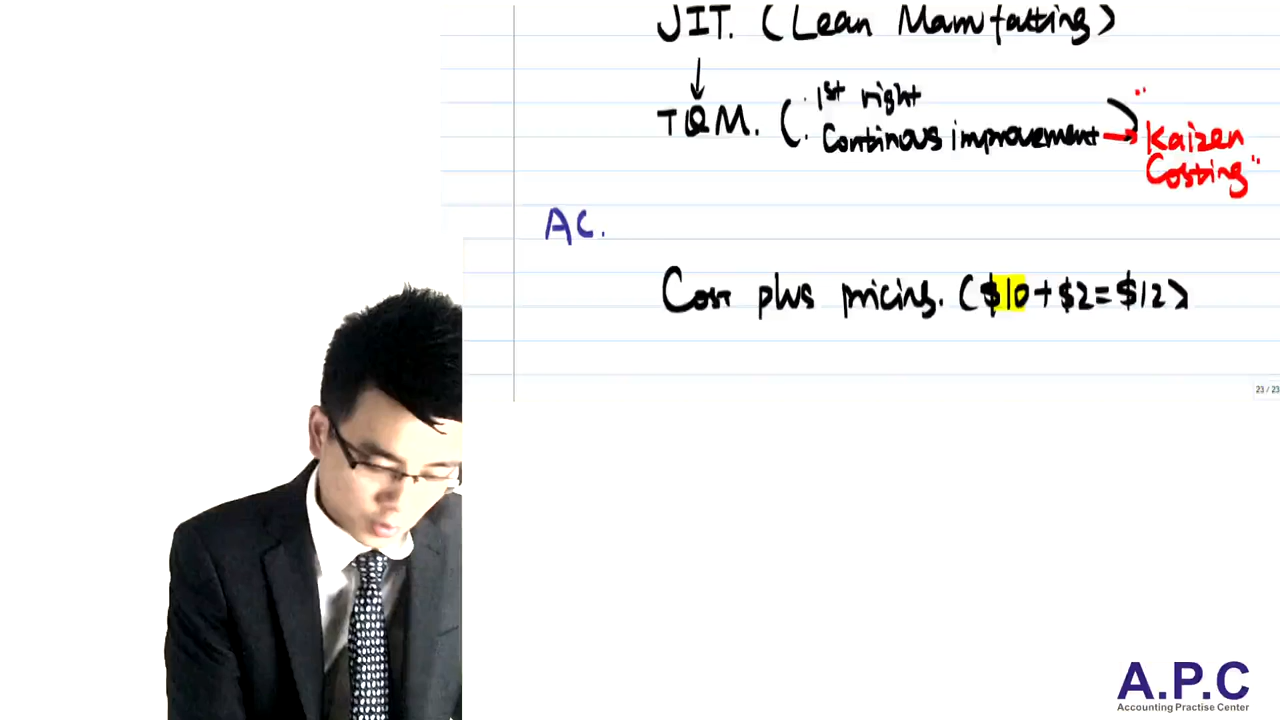 JIT. (Lean Manufatting)
TQM. (. 1st right
. Continous improvement) → "Kaizen
Costing"
AC.
Cost plus pricing. ($10+$2=$12)
23 / 23
A.P.C
Accounting Practise Center